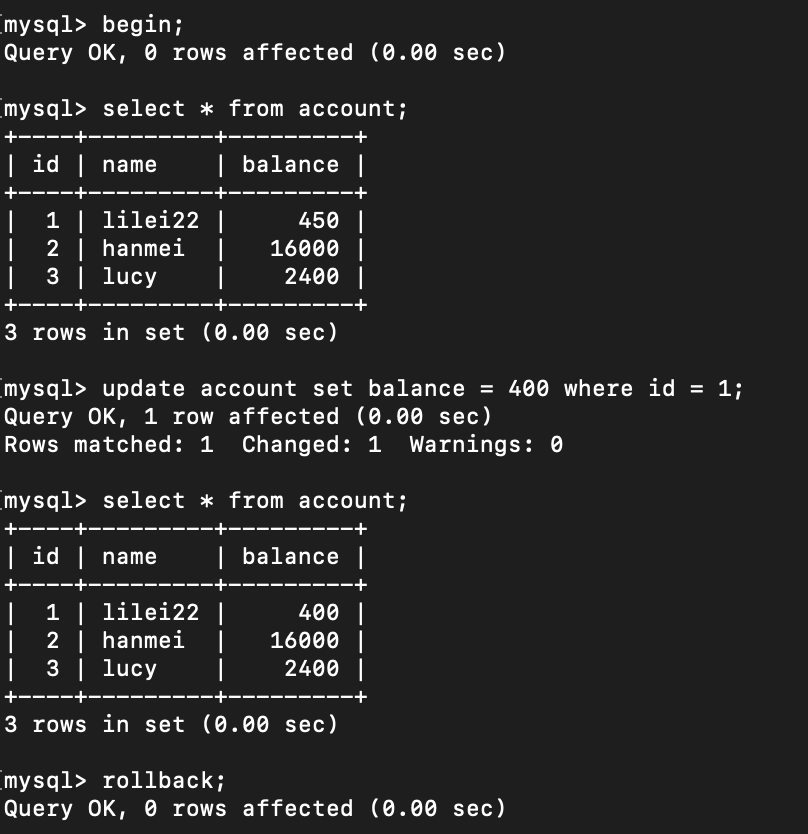 mysql> begin;
Query OK, 0 rows affected (0.00 sec)

mysql> select * from account;
+----+---------+---------+
| id | name    | balance |
+----+---------+---------+
|  1 | lilei22 |     450 |
|  2 | hanmei  |   16000 |
|  3 | lucy    |    2400 |
+----+---------+---------+
3 rows in set (0.00 sec)

mysql> update account set balance = 400 where id = 1;
Query OK, 1 row affected (0.00 sec)
Rows matched: 1  Changed: 1  Warnings: 0

mysql> select * from account;
+----+---------+---------+
| id | name    | balance |
+----+---------+---------+
|  1 | lilei22 |     400 |
|  2 | hanmei  |   16000 |
|  3 | lucy    |    2400 |
+----+---------+---------+
3 rows in set (0.00 sec)

mysql> rollback;
Query OK, 0 rows affected (0.00 sec)